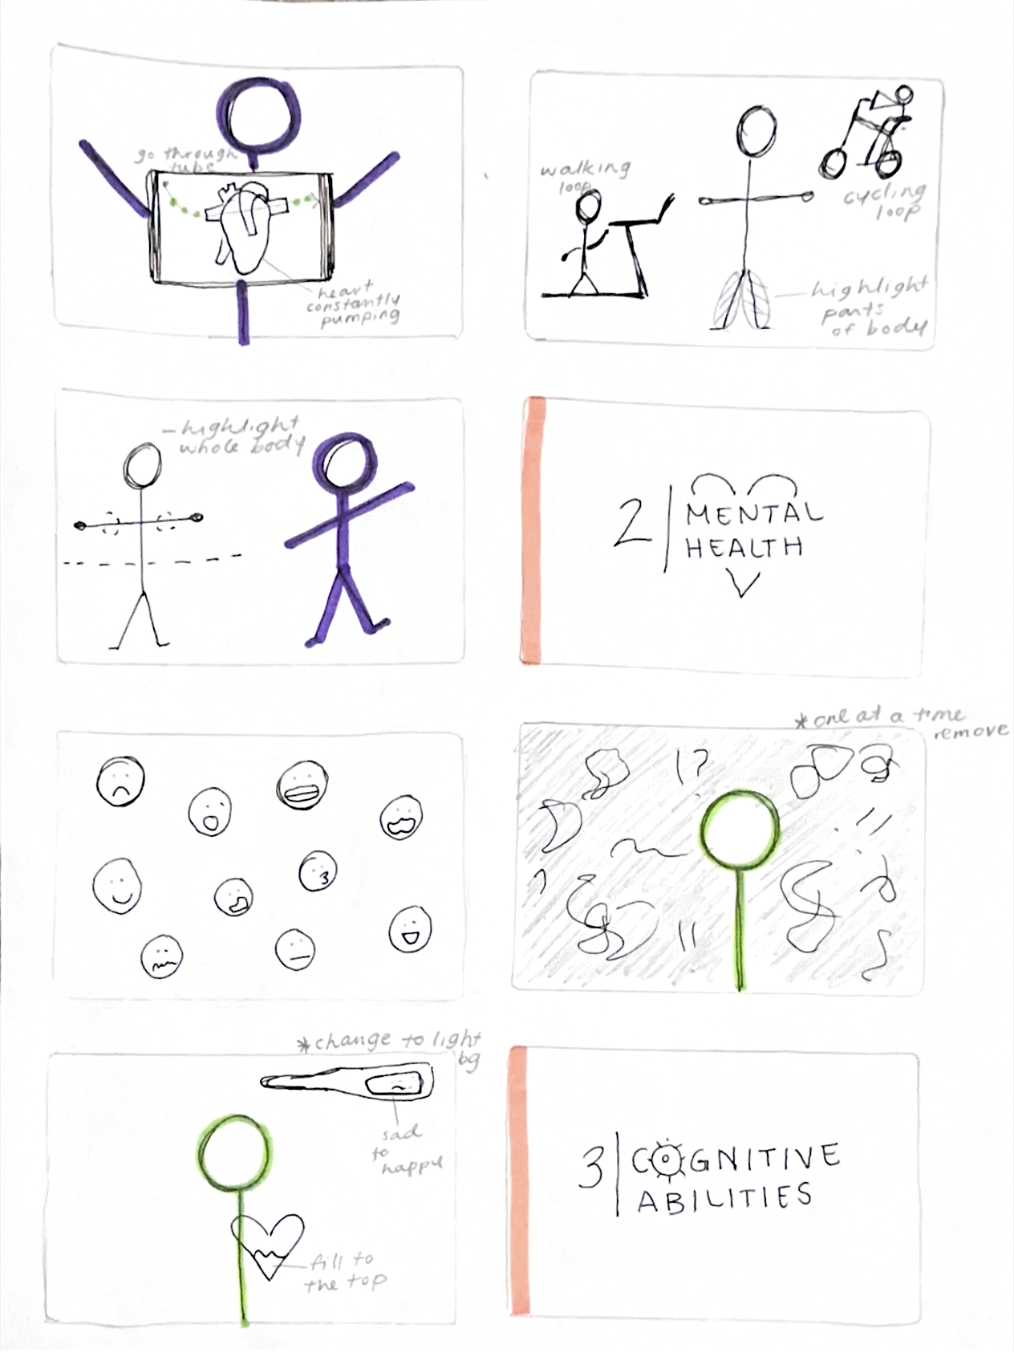 go through
tube
heart
constantly
pumping
walking
loop
cycling
loop
highlight
parts
of body
- highlight
whole body
2 | MENTAL
HEALTH
* one at a time
remove
!?
* change to light
bg
sad
to
happy
fill to
the top
3 | COGNITIVE
ABILITIES